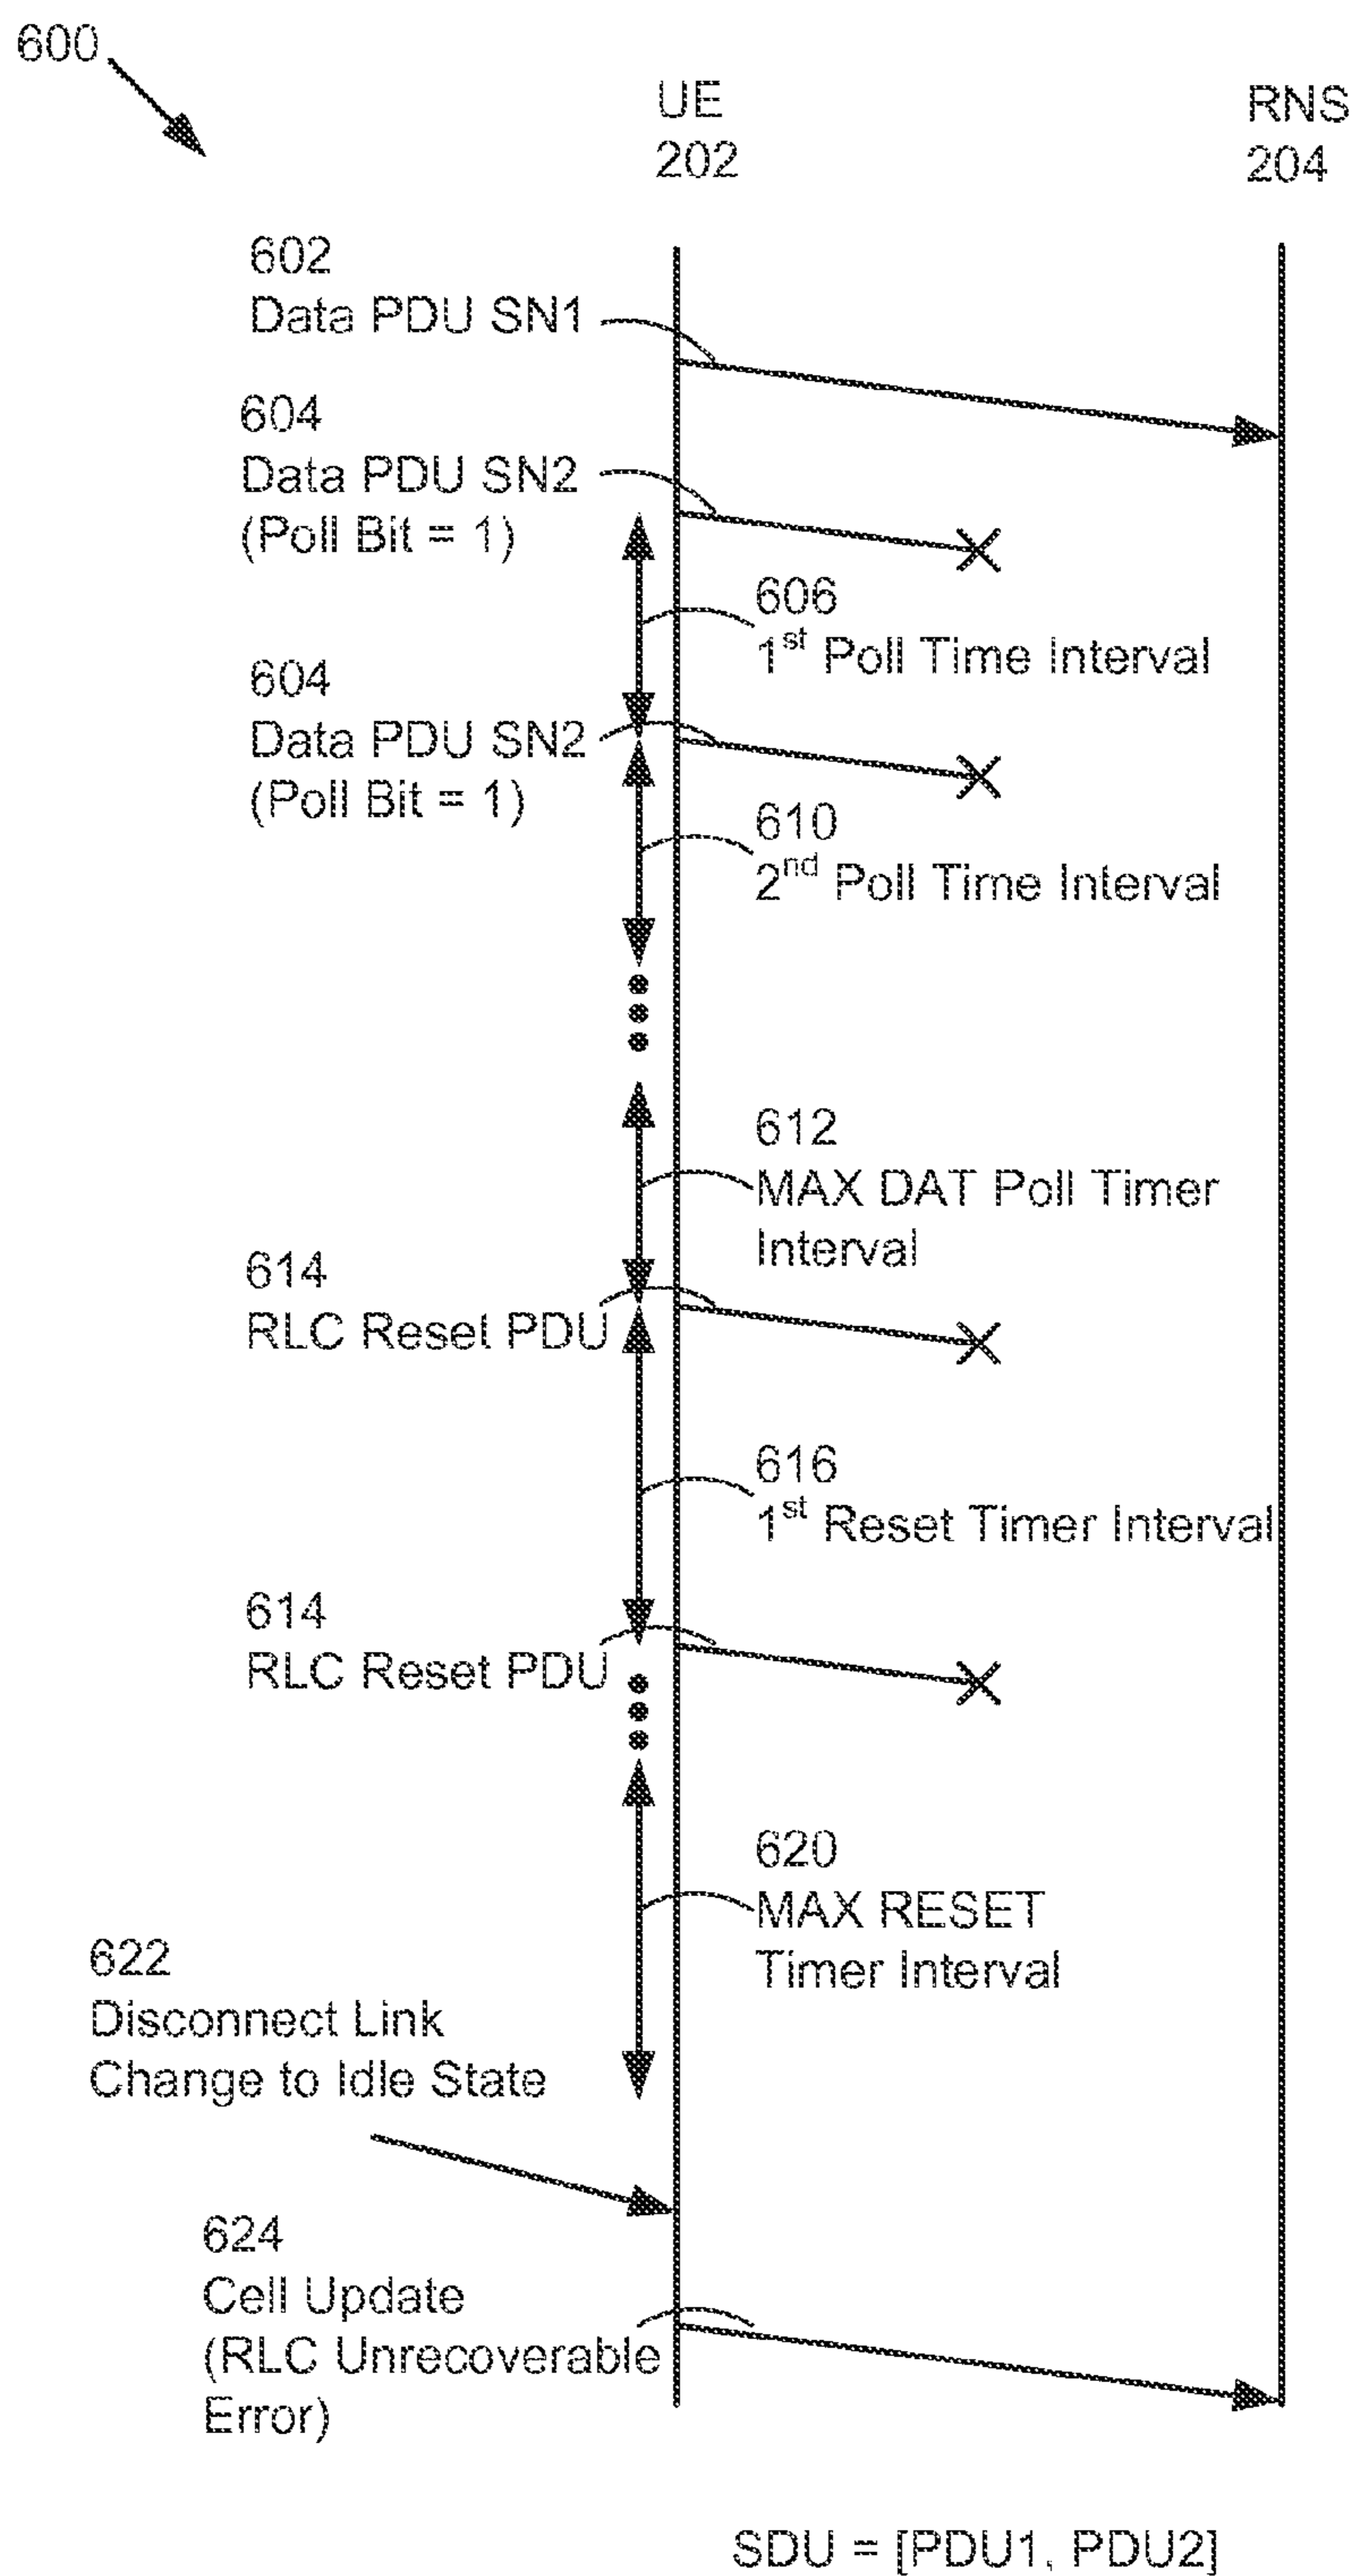 600
UE
202
RNS
204
602
Data PDU SN1
604
Data PDU SN2
(Poll Bit = 1)
606
1st Poll Time Interval
604
Data PDU SN2
(Poll Bit = 1)
610
2nd Poll Time Interval
612
MAX DAT Poll Timer
Interval
614
RLC Reset PDU
616
1st Reset Timer Interval
614
RLC Reset PDU
620
MAX RESET
Timer Interval
622
Disconnect Link
Change to Idle State
624
Cell Update
(RLC Unrecoverable
Error)
SDU = [PDU1, PDU2]